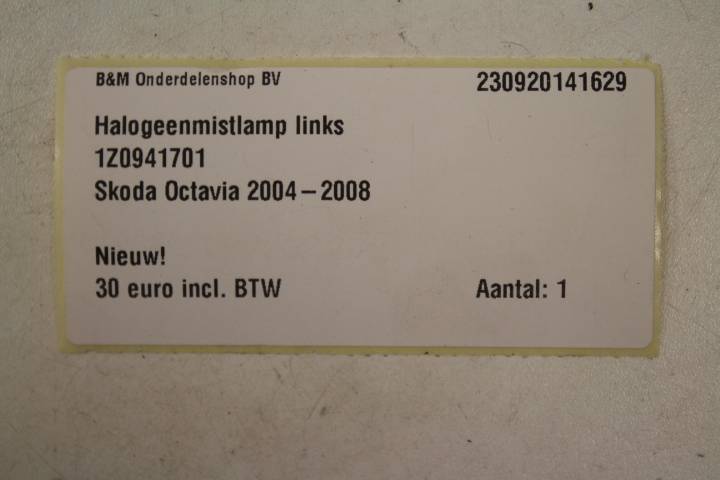 B&M Onderdelenshop BV 230920141629
Halogeenmistlamp links
1Z0941701
Skoda Octavia 2004 – 2008
Nieuw!
30 euro incl. BTW Aantal: 1